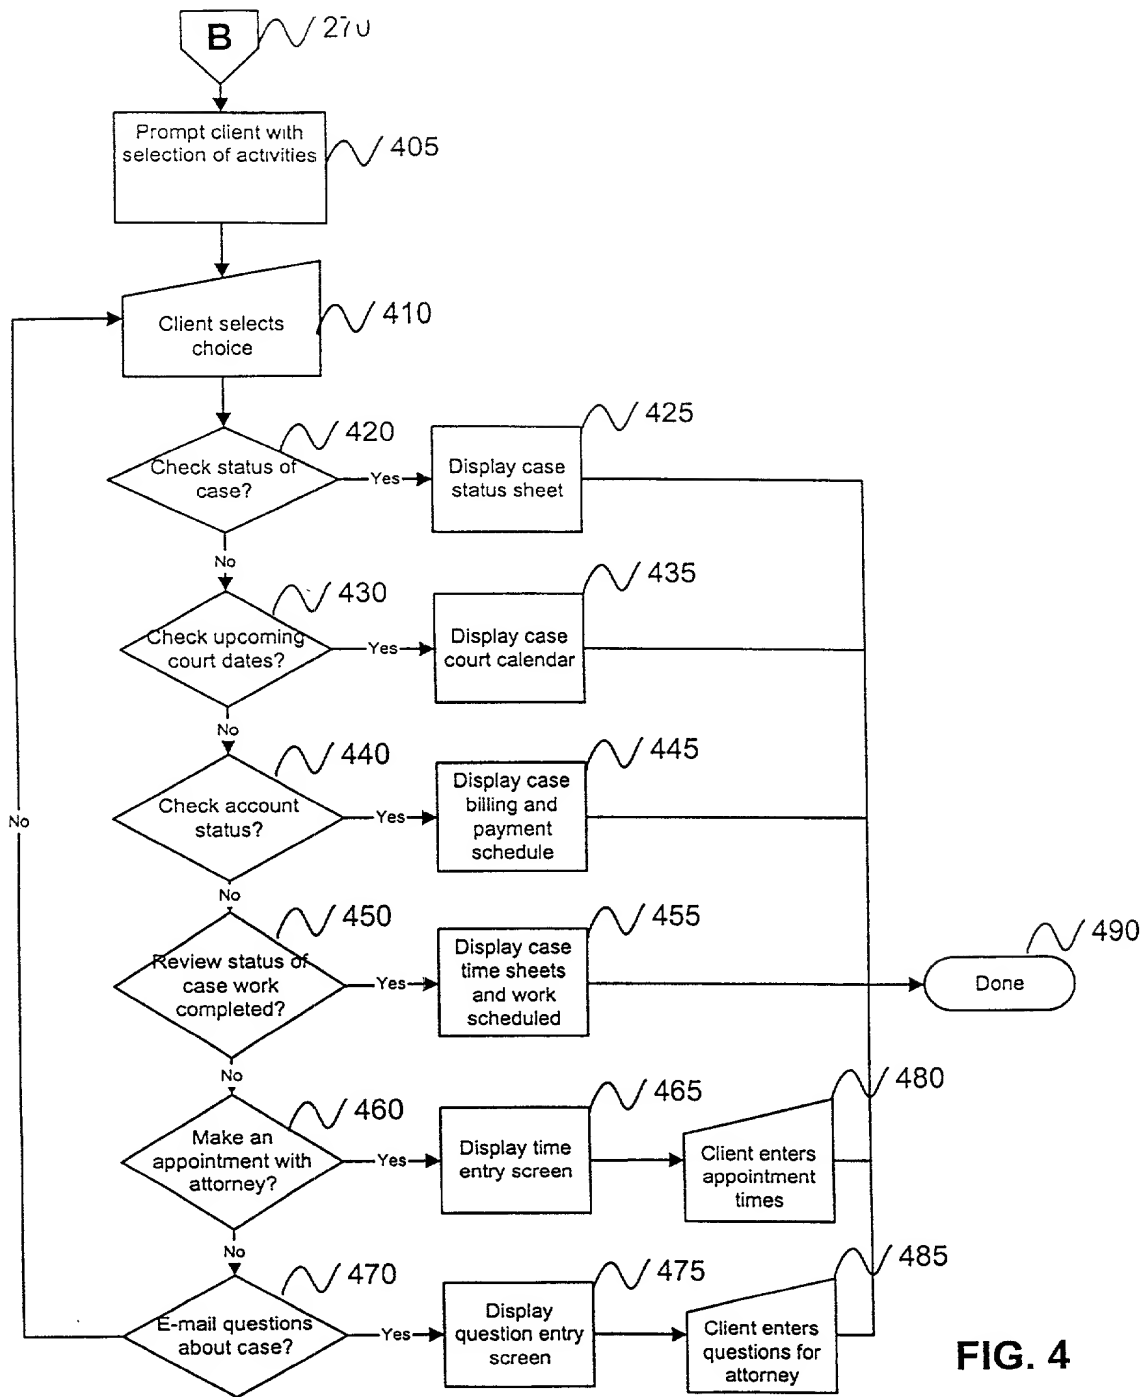 B
270
Prompt client with
selection of activities
405
Client selects
choice
410
Check status of
case?
420
Yes
Display case
status sheet
425
No
Check upcoming
court dates?
430
Yes
Display case
court calendar
435
No
Check account
status?
440
Yes
Display case
billing and
payment
schedule
445
No
No
Review status of
case work
completed?
450
Yes
Display case
time sheets
and work
scheduled
455
Done
490
No
Make an
appointment with
attorney?
460
Yes
Display time
entry screen
465
Client enters
appointment
times
480
No
E-mail questions
about case?
470
Yes
Display
question entry
screen
475
Client enters
questions for
attorney
485
FIG. 4